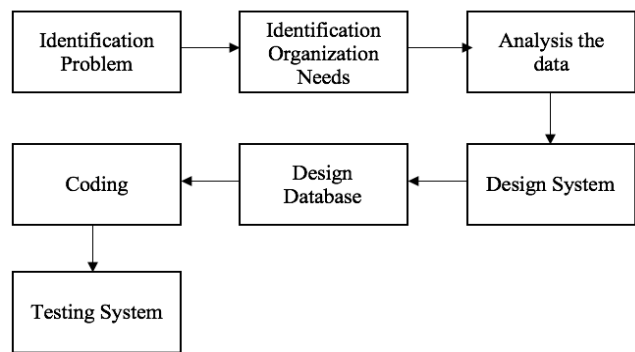 Identification
Problem
Identification
Organization
Needs
Analysis the
data
Design System
Design
Database
Coding
Testing System